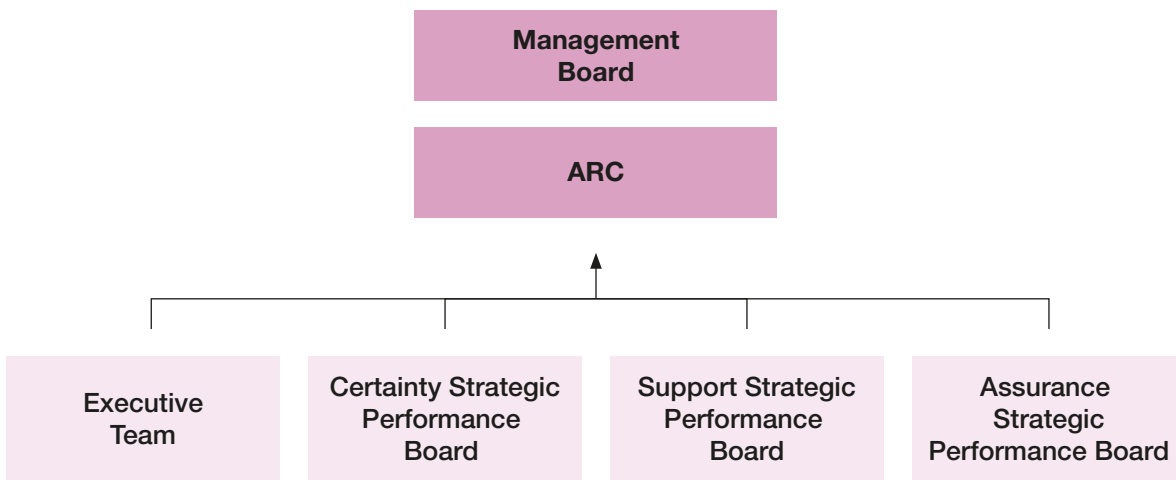 Management
Board
ARC
Executive
Team
Certainty Strategic
Performance
Board
Support Strategic
Performance
Board
Assurance
Strategic
Performance Board